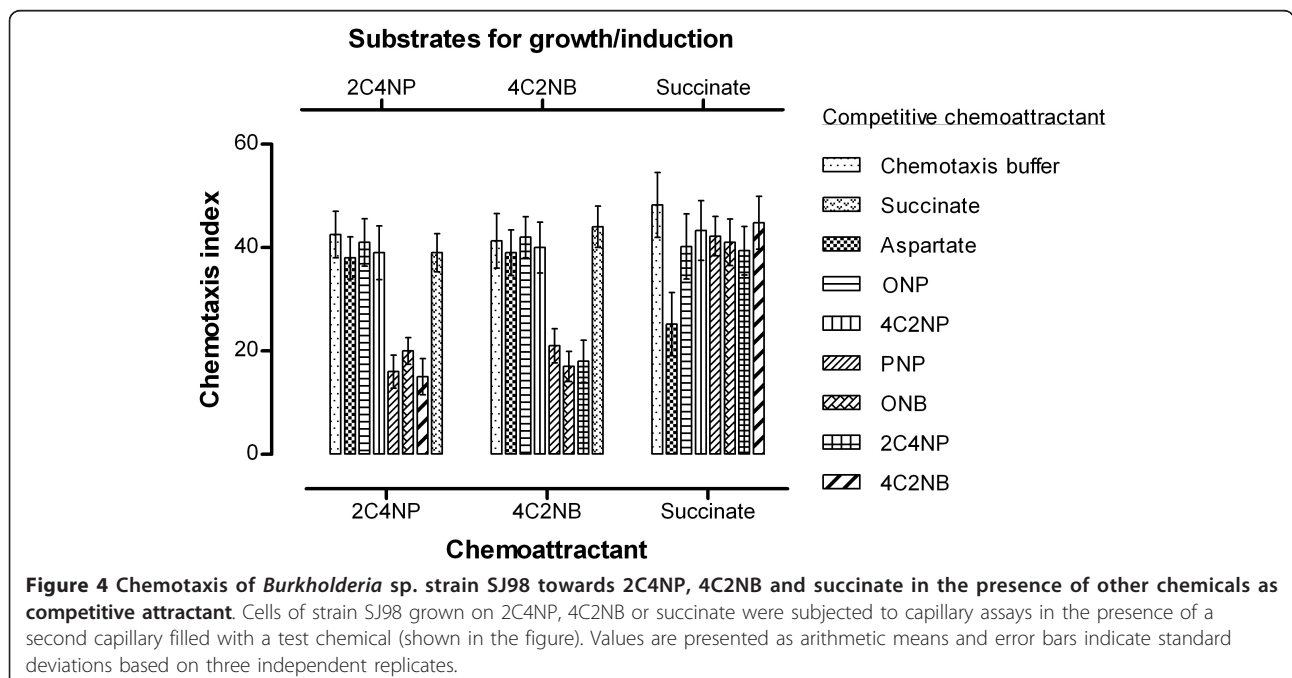 Substrates for growth/induction
2C4NP 4C2NB Succinate
Chemotaxis index
60
40
20
0
2C4NP 4C2NB Succinate
Chemoattractant
Competitive chemoattractant
Chemotaxis buffer
Succinate
Aspartate
ONP
4C2NP
PNP
ONB
2C4NP
4C2NB
Figure 4 Chemotaxis of Burkholderia sp. strain SJ98 towards 2C4NP, 4C2NB and succinate in the presence of other chemicals as
competitive attractant. Cells of strain SJ98 grown on 2C4NP, 4C2NB or succinate were subjected to capillary assays in the presence of a
second capillary filled with a test chemical (shown in the figure). Values are presented as arithmetic means and error bars indicate standard
deviations based on three independent replicates.